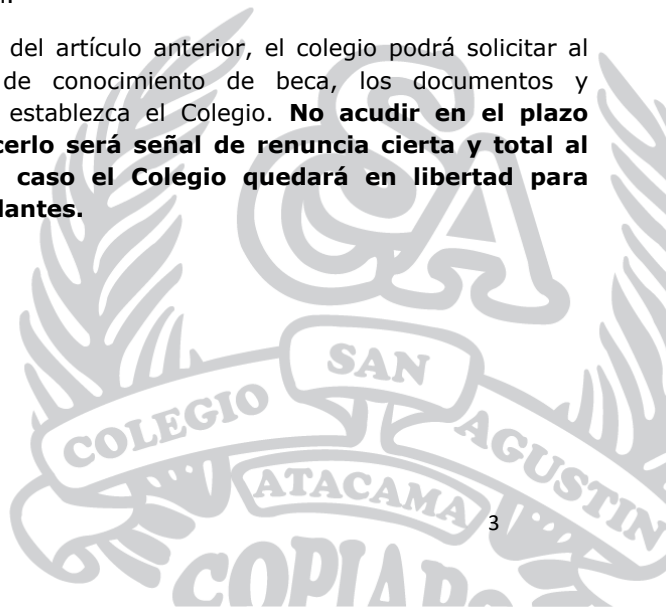 del artículo anterior, el colegio podrá solicitar al
de conocimiento de beca, los documentos y
establezca el Colegio. No acudir en el plazo
cerlo será señal de renuncia cierta y total al
caso el Colegio quedará en libertad para
lantes.
CSA
SAN
COLEGIO
AGUSTIN
ATACAMA
3